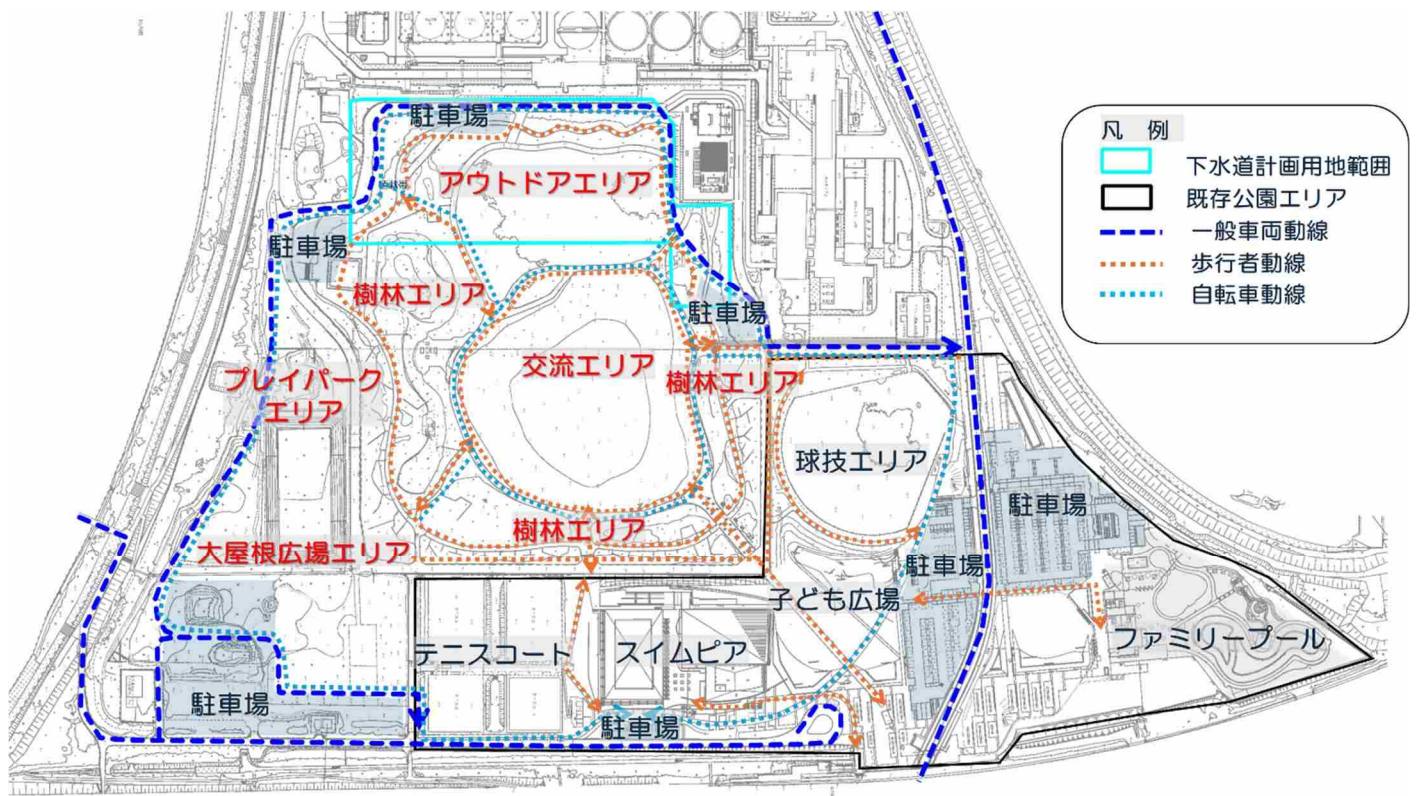 駐車場
アウトドアエリア
駐車場
樹林エリア
駐車場
交流エリア
樹林エリア
プレイパーク
エリア
球技エリア
駐車場
樹林エリア
大屋根広場エリア
駐車場
子ども広場
ファミリープール
テニスコート
スイムピア
駐車場
駐車場
凡 例
下水道計画用地範囲
既存公園エリア
一般車両動線
歩行者動線
自転車動線